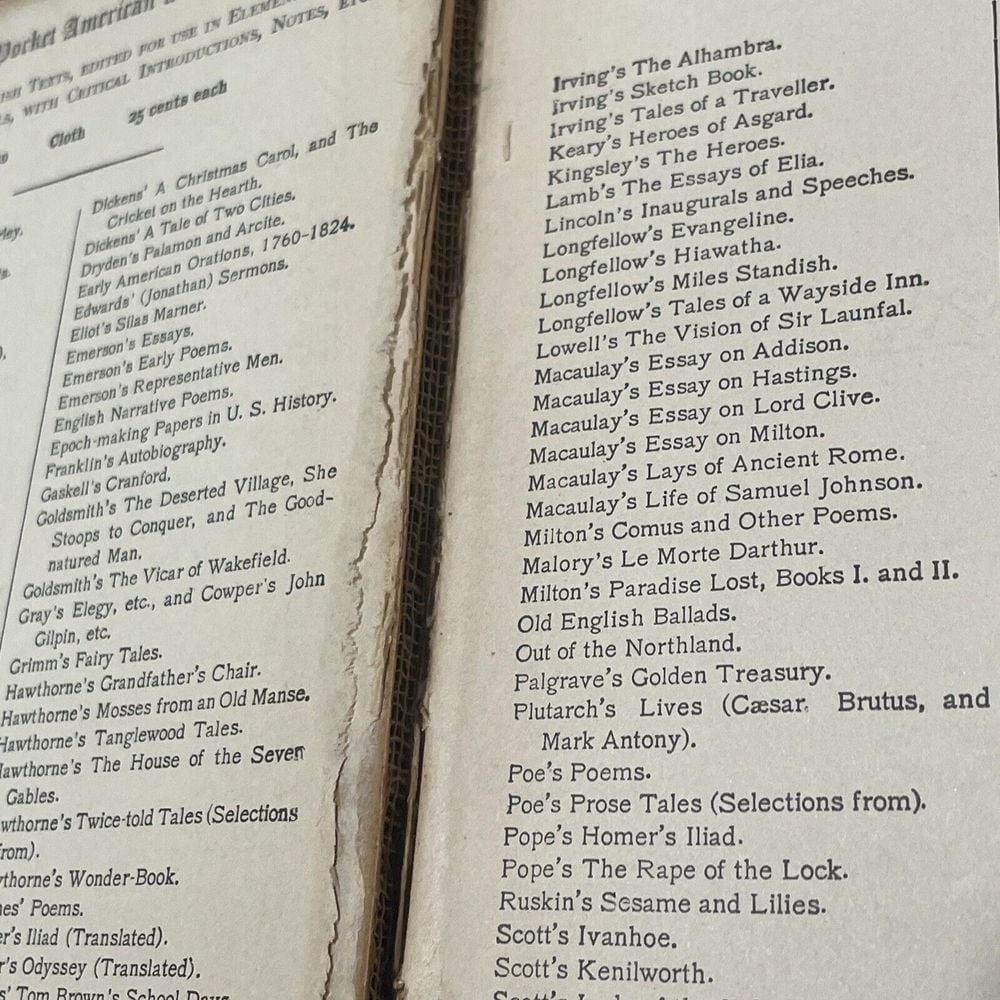 Pocket American
TEXTS, EDITED FOR USE IN
WITH CRITICAL INTRODUCTIONS, NOTES,
Cloth 25 cents each
Dickens' A Christmas Carol, and The
Cricket on the Hearth.
Dickens' A Tale of Two Cities.
Dryden's Palamon and Arcite.
Early American Orations, 1760-1824.
Edwards' (Jonathan) Sermons.
Eliot's Silas Marner.
Emerson's Essays.
Emerson's Early Poems.
Emerson's Representative Men.
English Narrative Poems.
Epoch-making Papers in U. S. History.
Franklin's Autobiography.
Gaskell's Cranford.
Goldsmith's The Deserted Village, She
Stoops to Conquer, and The Good-
natured Man.
Goldsmith's The Vicar of Wakefield.
Gray's Elegy, etc., and Cowper's John
Gilpin, etc.
Grimm's Fairy Tales.
Hawthorne's Grandfather's Chair.
Hawthorne's Mosses from an Old Manse.
Hawthorne's Tanglewood Tales.
Hawthorne's The House of the Seven
Gables.
wthorne's Twice-told Tales (Selections
from).
thorne's Wonder-Book.
es' Poems.
er's Iliad (Translated).
r's Odyssey (Translated).
s' Tom Brown's School Days.
Irving's The Alhambra.
Irving's Sketch Book.
Irving's Tales of a Traveller.
Keary's Heroes of Asgard.
Kingsley's The Heroes.
Lamb's The Essays of Elia.
Lincoln's Inaugurals and Speeches.
Longfellow's Evangeline.
Longfellow's Hiawatha.
Longfellow's Miles Standish.
Longfellow's Tales of a Wayside Inn.
Lowell's The Vision of Sir Launfal.
Macaulay's Essay on Addison.
Macaulay's Essay on Hastings.
Macaulay's Essay on Lord Clive.
Macaulay's Essay on Milton.
Macaulay's Lays of Ancient Rome.
Macaulay's Life of Samuel Johnson.
Milton's Comus and Other Poems.
Malory's Le Morte Darthur.
Milton's Paradise Lost, Books I. and II.
Old English Ballads.
Out of the Northland.
Palgrave's Golden Treasury.
Plutarch's Lives (Cæsar, Brutus, and
Mark Antony).
Poe's Poems.
Poe's Prose Tales (Selections from).
Pope's Homer's Iliad.
Pope's The Rape of the Lock.
Ruskin's Sesame and Lilies.
Scott's Ivanhoe.
Scott's Kenilworth.